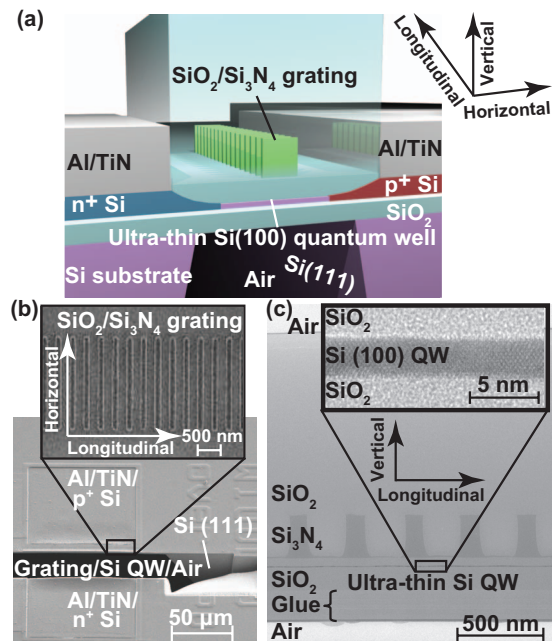 (a)
SiO2/Si3N4 grating
Longitudinal
Vertical
Horizontal
Al/TiN
Al/TiN
n+ Si
p+ Si
SiO2
Ultra-thin Si(100) quantum well
Si substrate
Air
Si(111)
(b)
SiO2/Si3N4 grating
Horizontal
Longitudinal
500 nm
Al/TiN/
p+ Si
Si (111)
Grating/Si QW/Air
Al/TiN/
n+ Si
50 µm
(c)
Air
SiO2
Si (100) QW
SiO2
5 nm
Vertical
Longitudinal
SiO2
Si3N4
SiO2
Ultra-thin Si QW
Glue
Air
500 nm